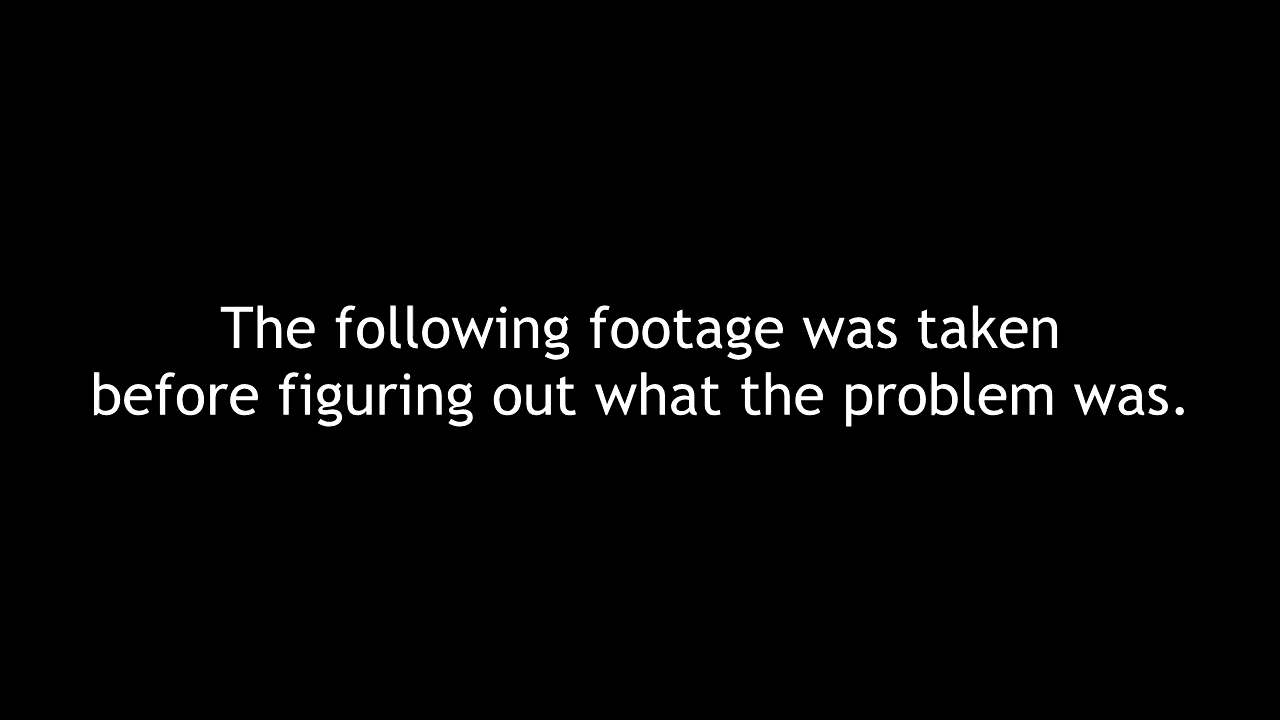 The following footage was taken
before figuring out what the problem was.